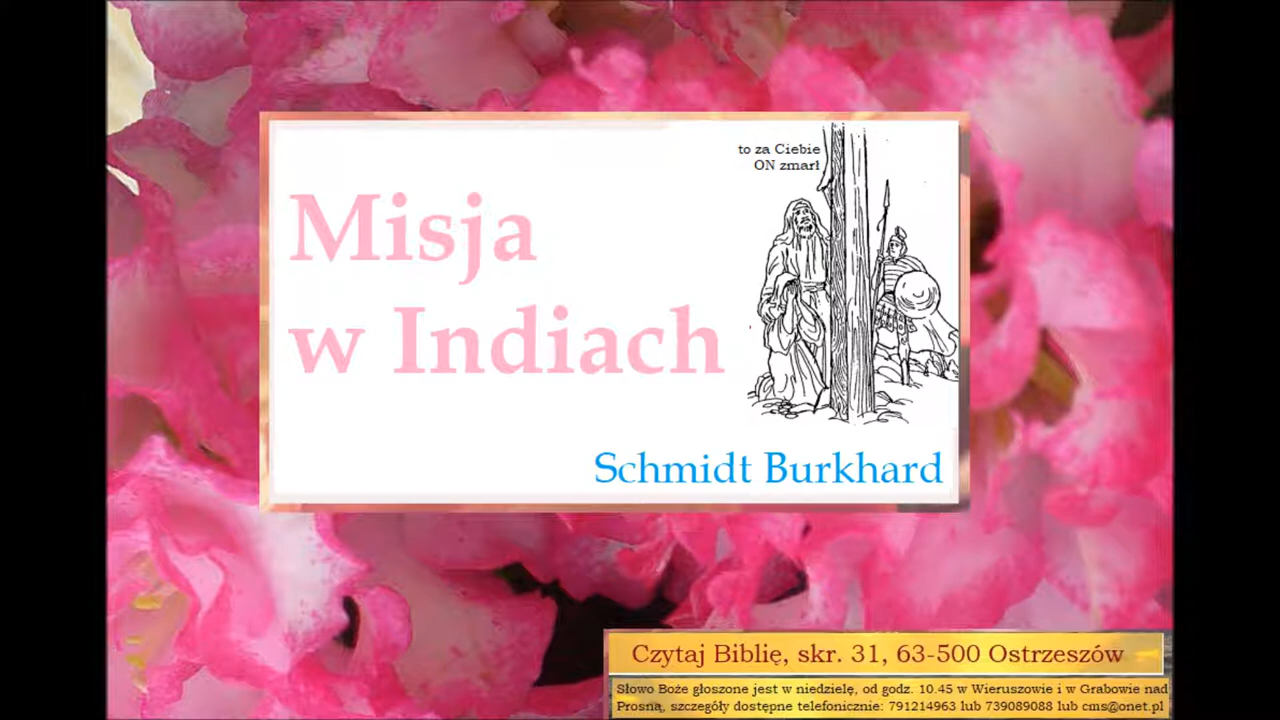 to za Ciebie
ON zmarł
Misja
w Indiach
Schmidt Burkhard
Czytaj Biblię, skr. 31, 63-500 Ostrzeszów
Słowo Boże głoszone jest w niedzielę, od godz. 10.45 w Wieruszowie i w Grabowie nad
Prosną, szczegóły dostępne telefonicznie: 791214963 lub 739089088 lub cms@onet.pl